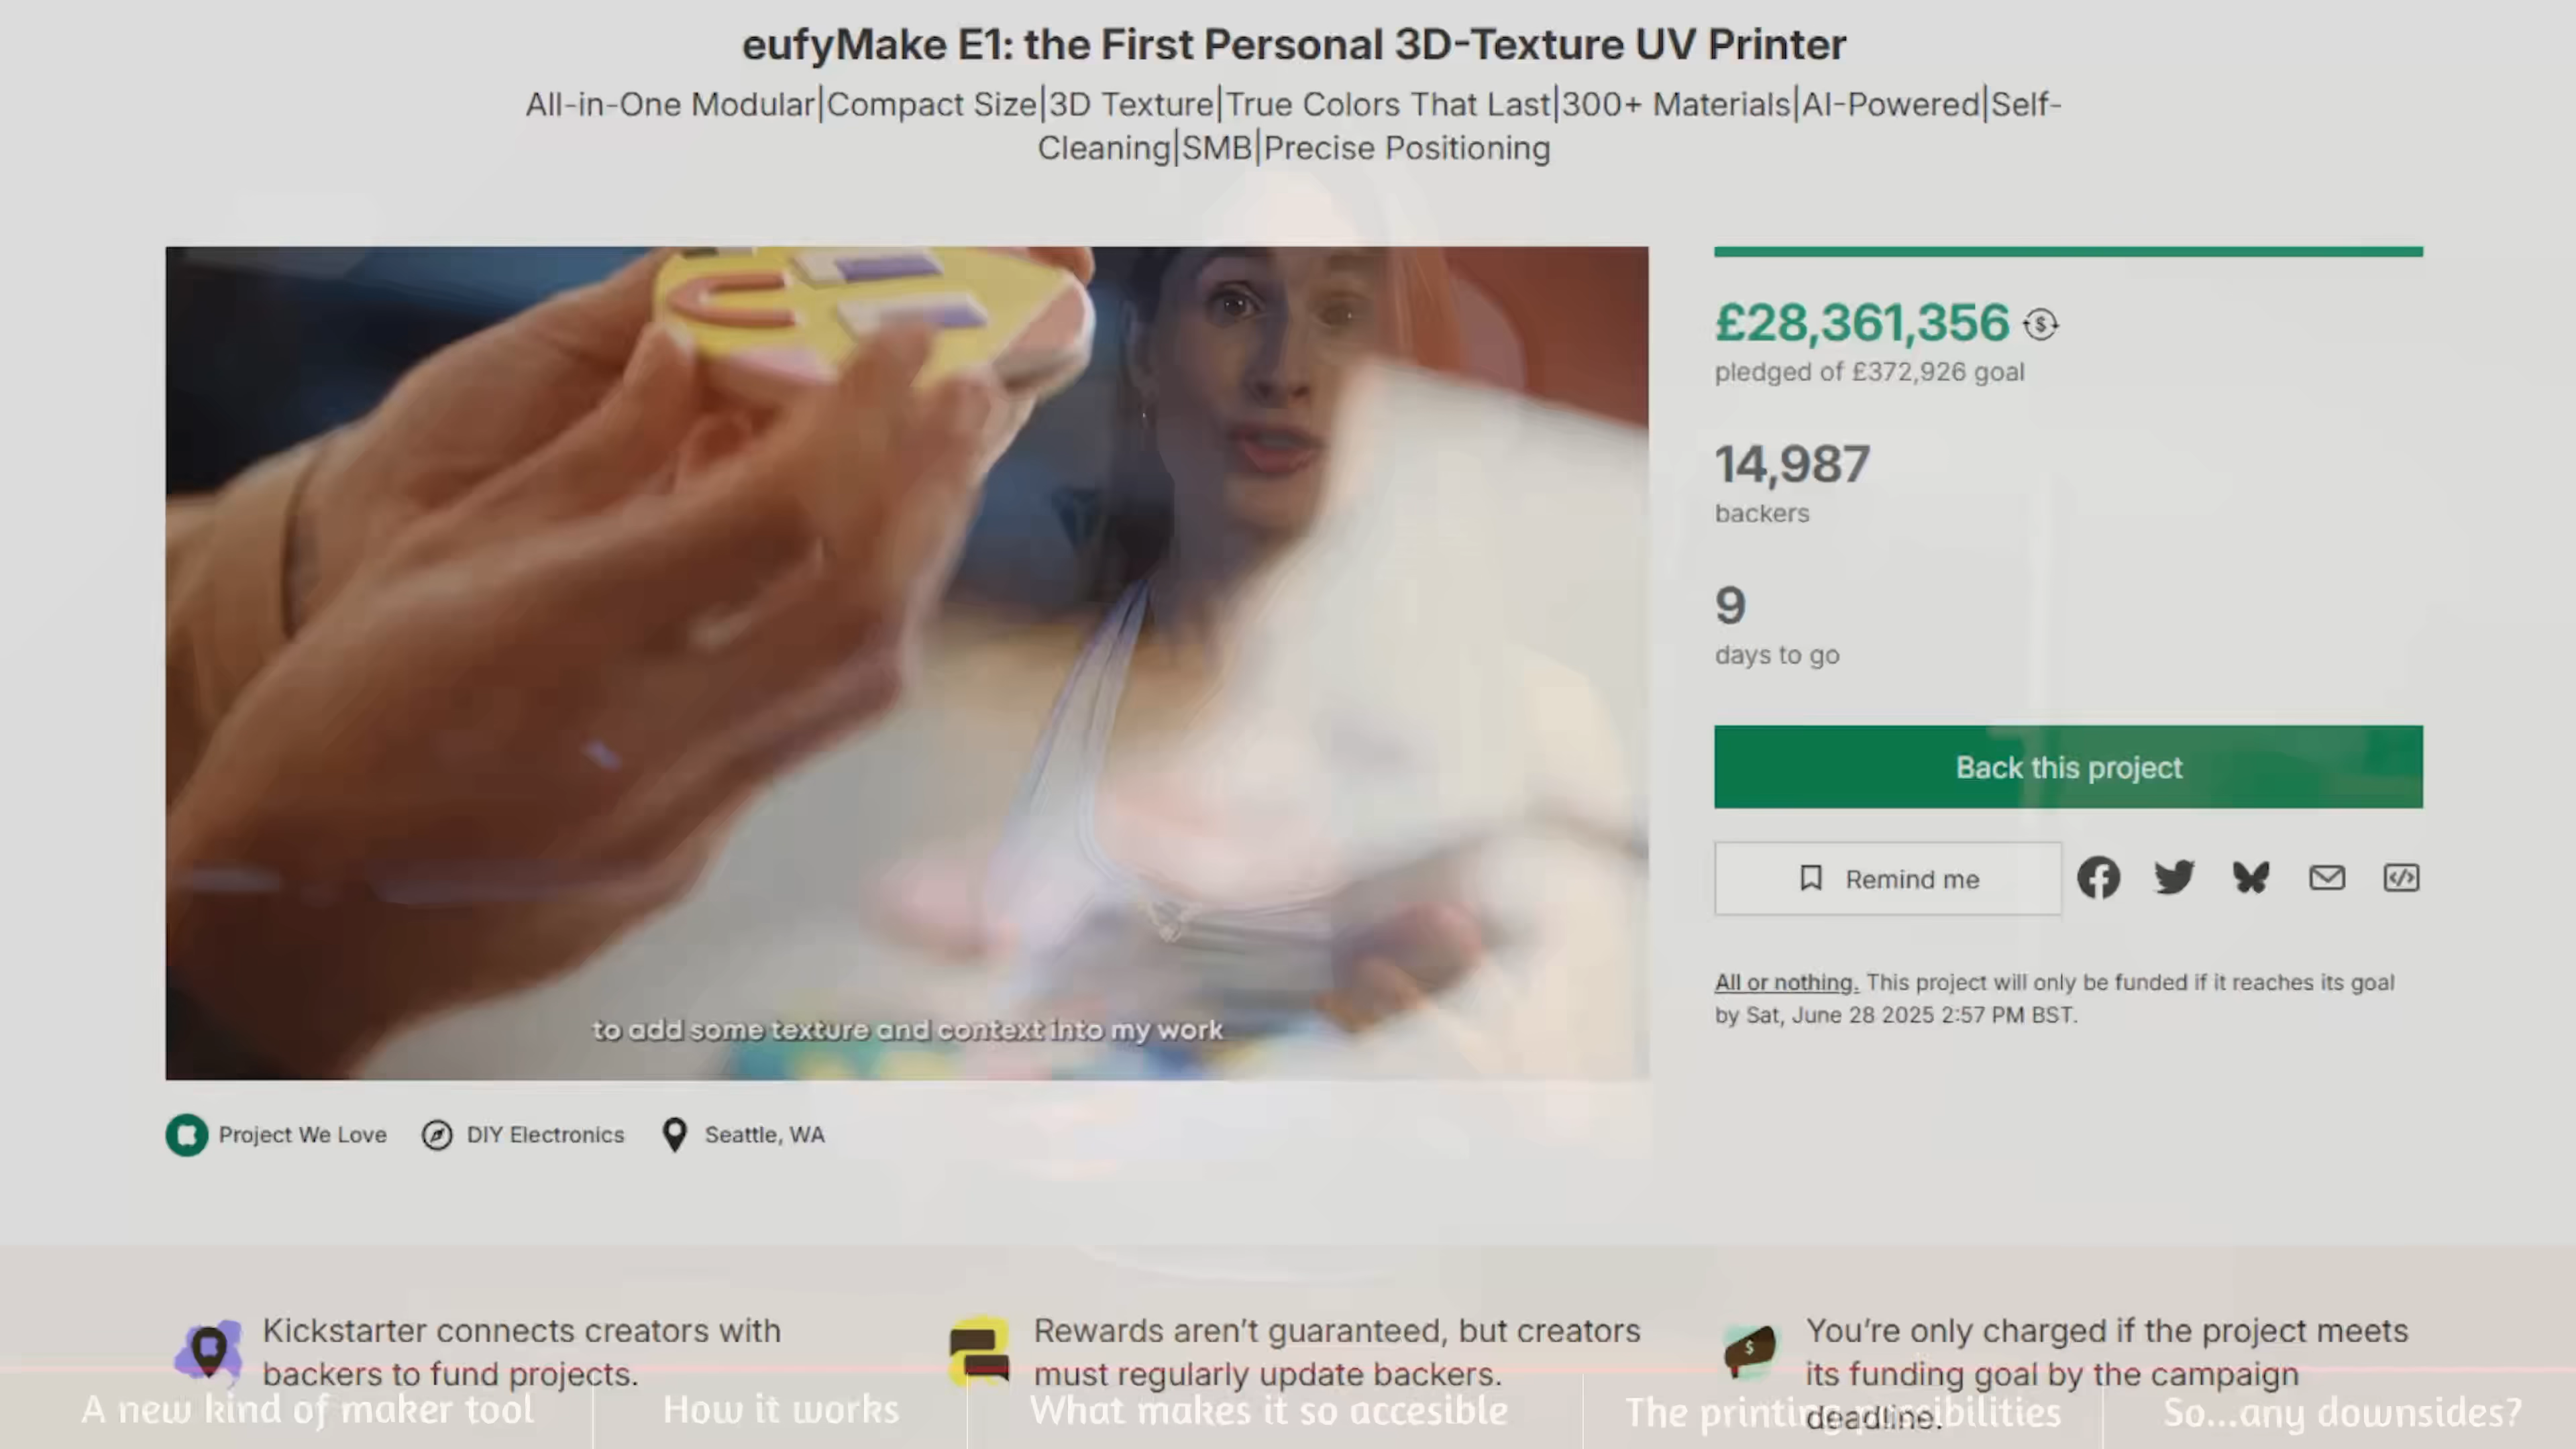 eufyMake E1: the First Personal 3D-Texture UV Printer
All-in-One Modular|Compact Size|3D Texture|True Colors That Last|300+ Materials|AI-Powered|Self-
Cleaning|SMB|Precise Positioning
£28,361,356
pledged of £372,926 goal
14,987
backers
9
days to go
Back this project
Remind me
All or nothing. This project will only be funded if it reaches its goal
by Sat, June 28 2025 2:57 PM BST.
to add some texture and context into my work
Project We Love
DIY Electronics
Seattle, WA
Kickstarter connects creators with
backers to fund projects.
Rewards aren't guaranteed, but creators
must regularly update backers.
You're only charged if the project meets
its funding goal by the campaign
deadline.
A new kind of maker tool
How it works
What makes it so accesible
The printing possibilities
So...any downsides?